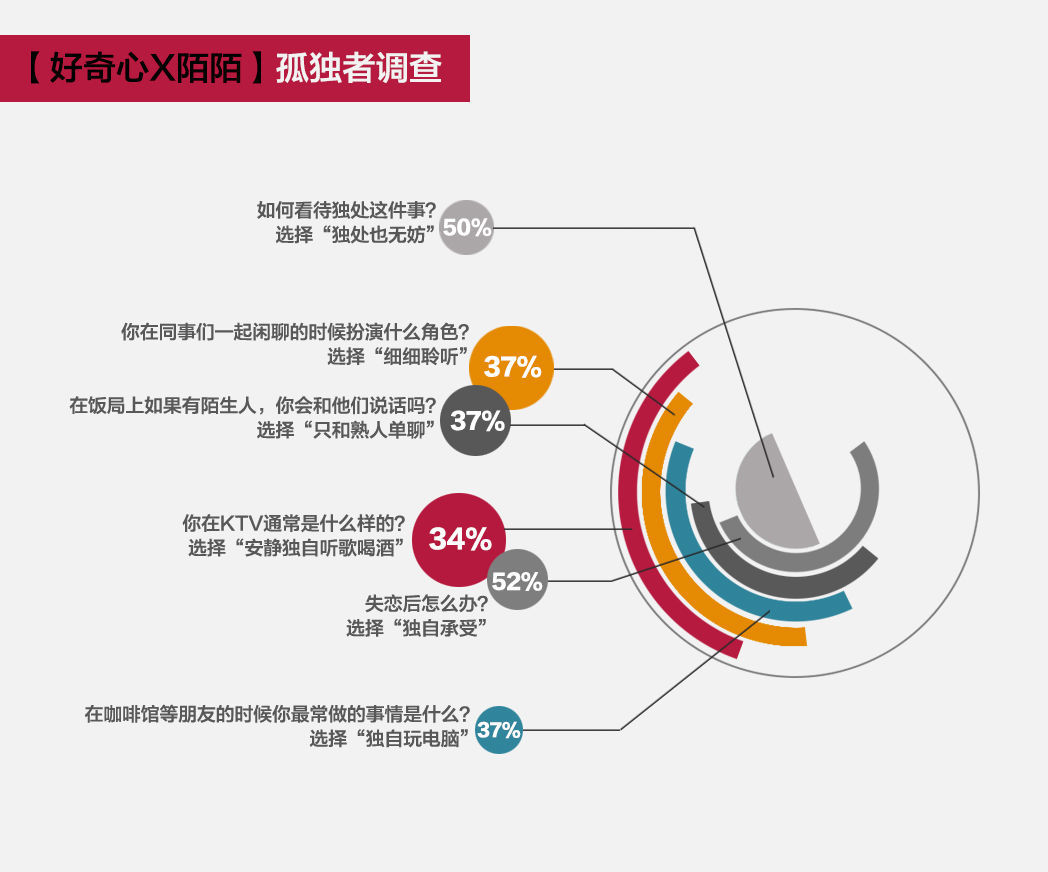 【好奇心X陌陌】孤独者调查
如何看待独处这件事?
选择“独处也无妨”
50%
你在同事们一起闲聊的时候扮演什么角色?
选择“细细聆听”
37%
在饭局上如果有陌生人，你会和他们说话吗?
选择“只和熟人单聊”
37%
你在KTV通常是什么样的?
选择“安静独自听歌喝酒”
34%
52%
失恋后怎么办?
选择“独自承受”
在咖啡馆等朋友的时候你最常做的事情是什么?
选择“独自玩电脑”
37%